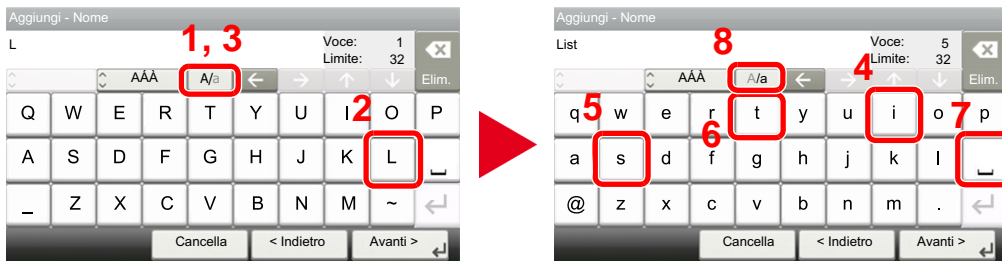 Aggiungi - Nome
L
1, 3
Voce: 1
Limite: 32
AÁÀ A/a Elim.
Q W E R T Y U I 2 O P
A S D F G H J K L
_ Z X C V B N M ~
Cancella < Indietro Avanti >
Aggiungi - Nome
List
8
Voce: 5
Limite: 32
4
AÁÀ A/a Elim.
q 5 w e r t y u i o 7 p
a s d 6 f g h j k l
@ z x c v b n m .
Cancella < Indietro Avanti >